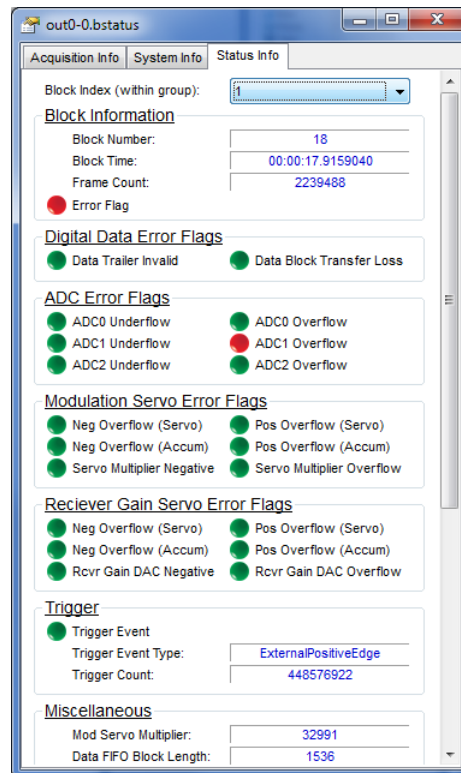 out0-0.bstatus
Acquisition Info System Info Status Info
Block Index (within group): 1
Block Information
Block Number: 18
Block Time: 00:00:17.9159040
Frame Count: 2239488
Error Flag
Digital Data Error Flags
Data Trailer Invalid Data Block Transfer Loss
ADC Error Flags
ADC0 Underflow ADC0 Overflow
ADC1 Underflow ADC1 Overflow
ADC2 Underflow ADC2 Overflow
Modulation Servo Error Flags
Neg Overflow (Servo) Pos Overflow (Servo)
Neg Overflow (Accum) Pos Overflow (Accum)
Servo Multiplier Negative Servo Multiplier Overflow
Reciever Gain Servo Error Flags
Neg Overflow (Servo) Pos Overflow (Servo)
Neg Overflow (Accum) Pos Overflow (Accum)
Rcvr Gain DAC Negative Rcvr Gain DAC Overflow
Trigger
Trigger Event
Trigger Event Type: ExternalPositiveEdge
Trigger Count: 448576922
Miscellaneous
Mod Servo Multiplier: 32991
Data FIFO Block Length: 1536